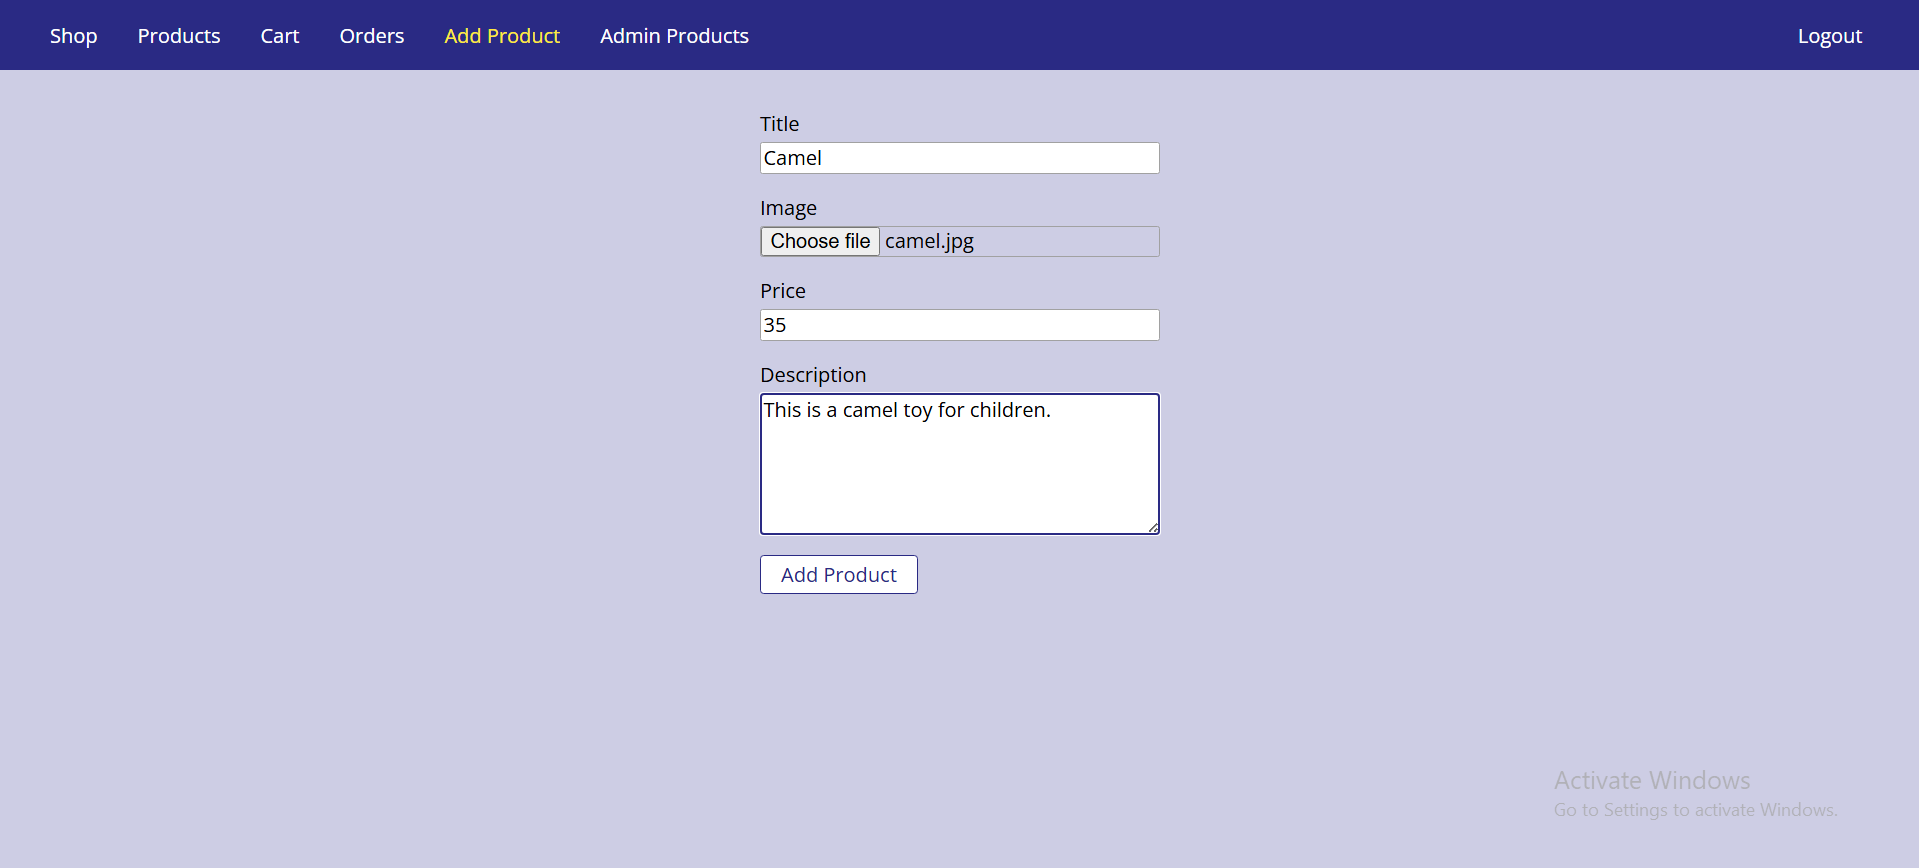 Shop Products Cart Orders Add Product Admin Products Logout
Title
Camel
Image
Choose file camel.jpg
Price
35
Description
This is a camel toy for children.
Add Product
Activate Windows
Go to Settings to activate Windows.